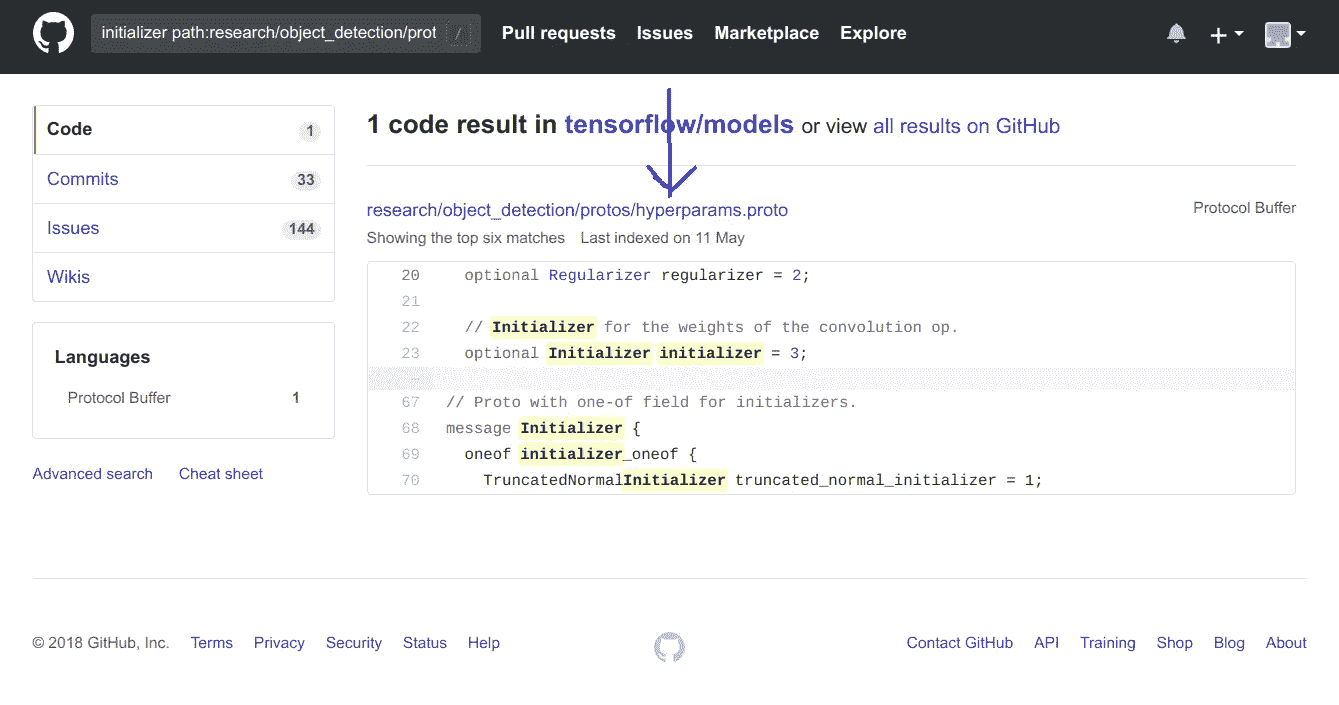 initializer path:research/object_detection/prot / Pull requests Issues Marketplace Explore
Code 1
Commits 33
Issues 144
Wikis
Languages
Protocol Buffer 1
Advanced search Cheat sheet
1 code result in tensorflow/models or view all results on GitHub
research/object_detection/protos/hyperparams.proto Protocol Buffer
Showing the top six matches Last indexed on 11 May
20 optional Regularizer regularizer = 2;
21
22 // Initializer for the weights of the convolution op.
23 optional Initializer initializer = 3;
…
67 // Proto with one-of field for initializers.
68 message Initializer {
69 oneof initializer_oneof {
70 TruncatedNormalInitializer truncated_normal_initializer = 1;
© 2018 GitHub, Inc. Terms Privacy Security Status Help Contact GitHub API Training Shop Blog About